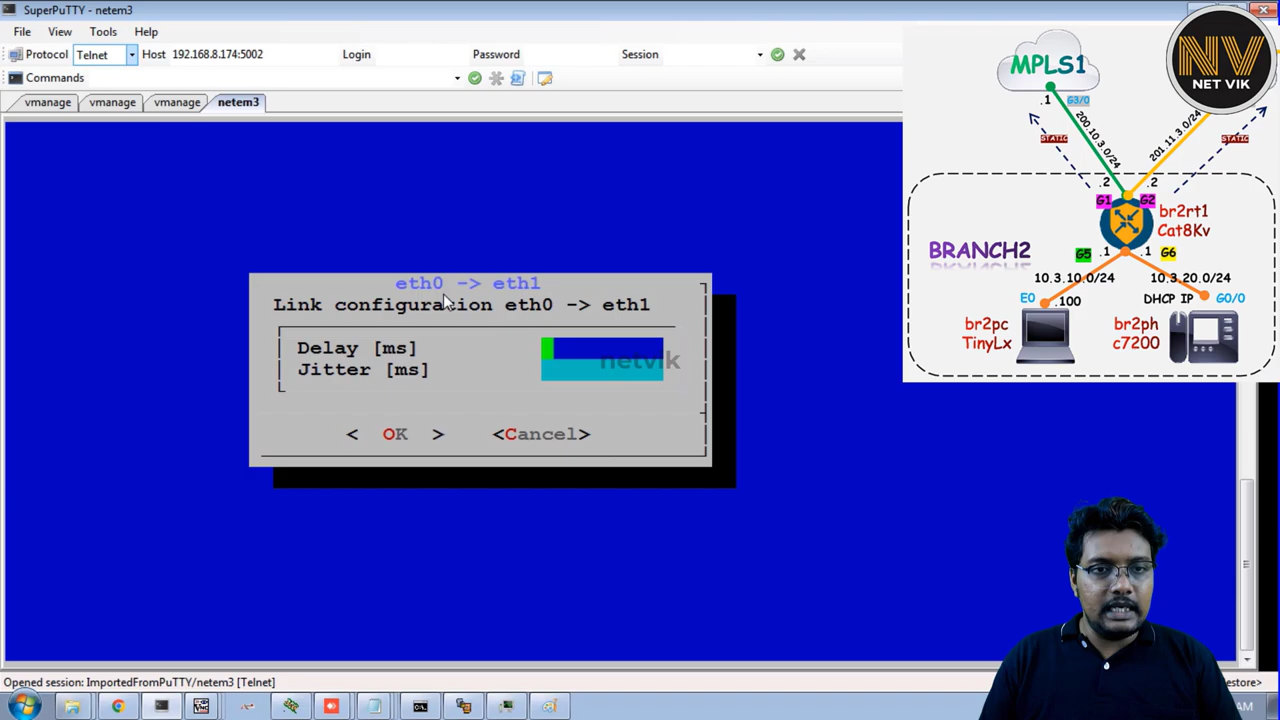 SuperPuTTY - netem3
File View Tools Help
Protocol Telnet Host 192.168.8.174:5002 Login Password Session
Commands
vmanage vmanage vmanage netem3
eth0 -> eth1
Link configuration eth0 -> eth1
Delay [ms]
Jitter [ms]
netvik
< OK > <Cancel>
NV
NET VIK
MPLS1
.1 G3/0
200.10.3.0/24
201.11.3.0/24
STATIC
STATIC
.2 .2
G1 G2
br2rt1
Cat8Kv
BRANCH2
G5 .1 .1 G6
10.3.10.0/24 10.3.20.0/24
E0 .100 DHCP IP G0/0
br2pc
TinyLx
br2ph
c7200
Opened session: ImportedFromPuTTY/netem3 [Telnet]
estore>
AM